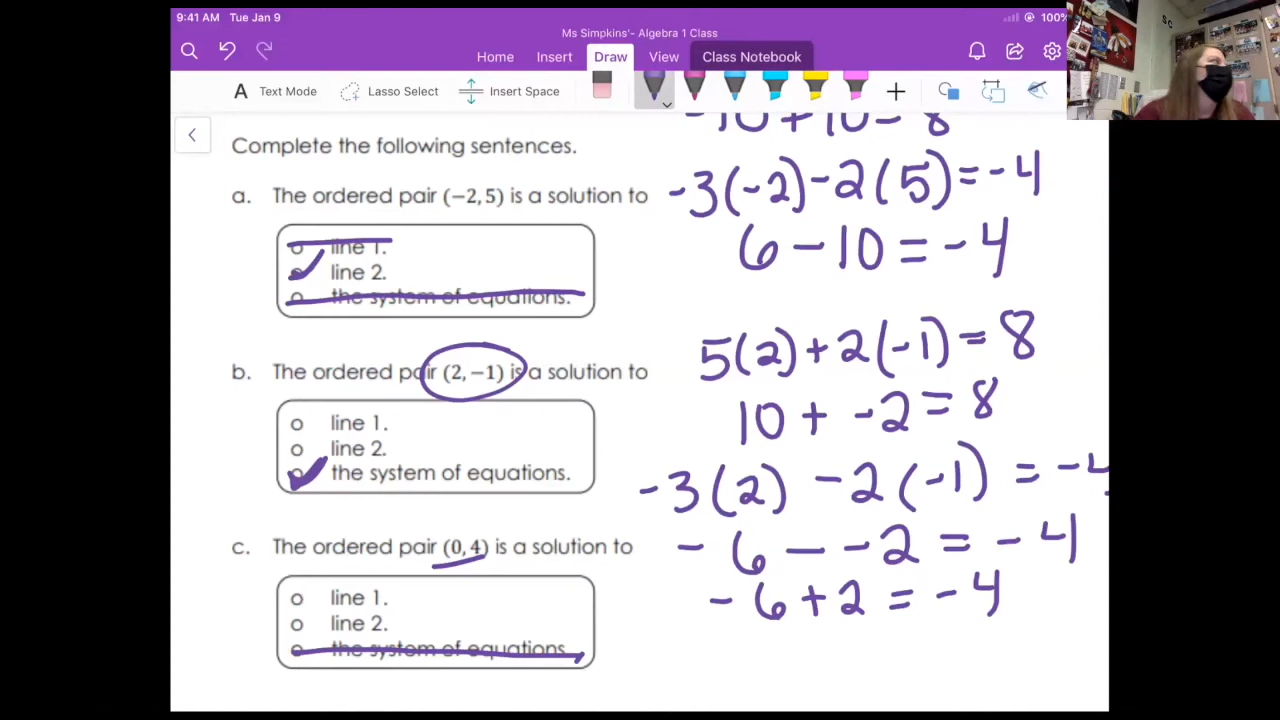 9:41 AM Tue Jan 9
100%
Ms Simpkins'- Algebra 1 Class
Home Insert Draw View Class Notebook
A Text Mode Lasso Select Insert Space
Complete the following sentences.
a. The ordered pair (−2, 5) is a solution to
o line 1.
o line 2.
o the system of equations.
b. The ordered pair (2, −1) is a solution to
o line 1.
o line 2.
o the system of equations.
c. The ordered pair (0, 4) is a solution to
o line 1.
o line 2.
o the system of equations.
-10 + 10 = 8
-3(-2) - 2(5) = -4
6 - 10 = -4
5(2) + 2(-1) = 8
10 + -2 = 8
-3(2) - 2(-1) = -4
-6 - -2 = -4
-6 + 2 = -4
SC